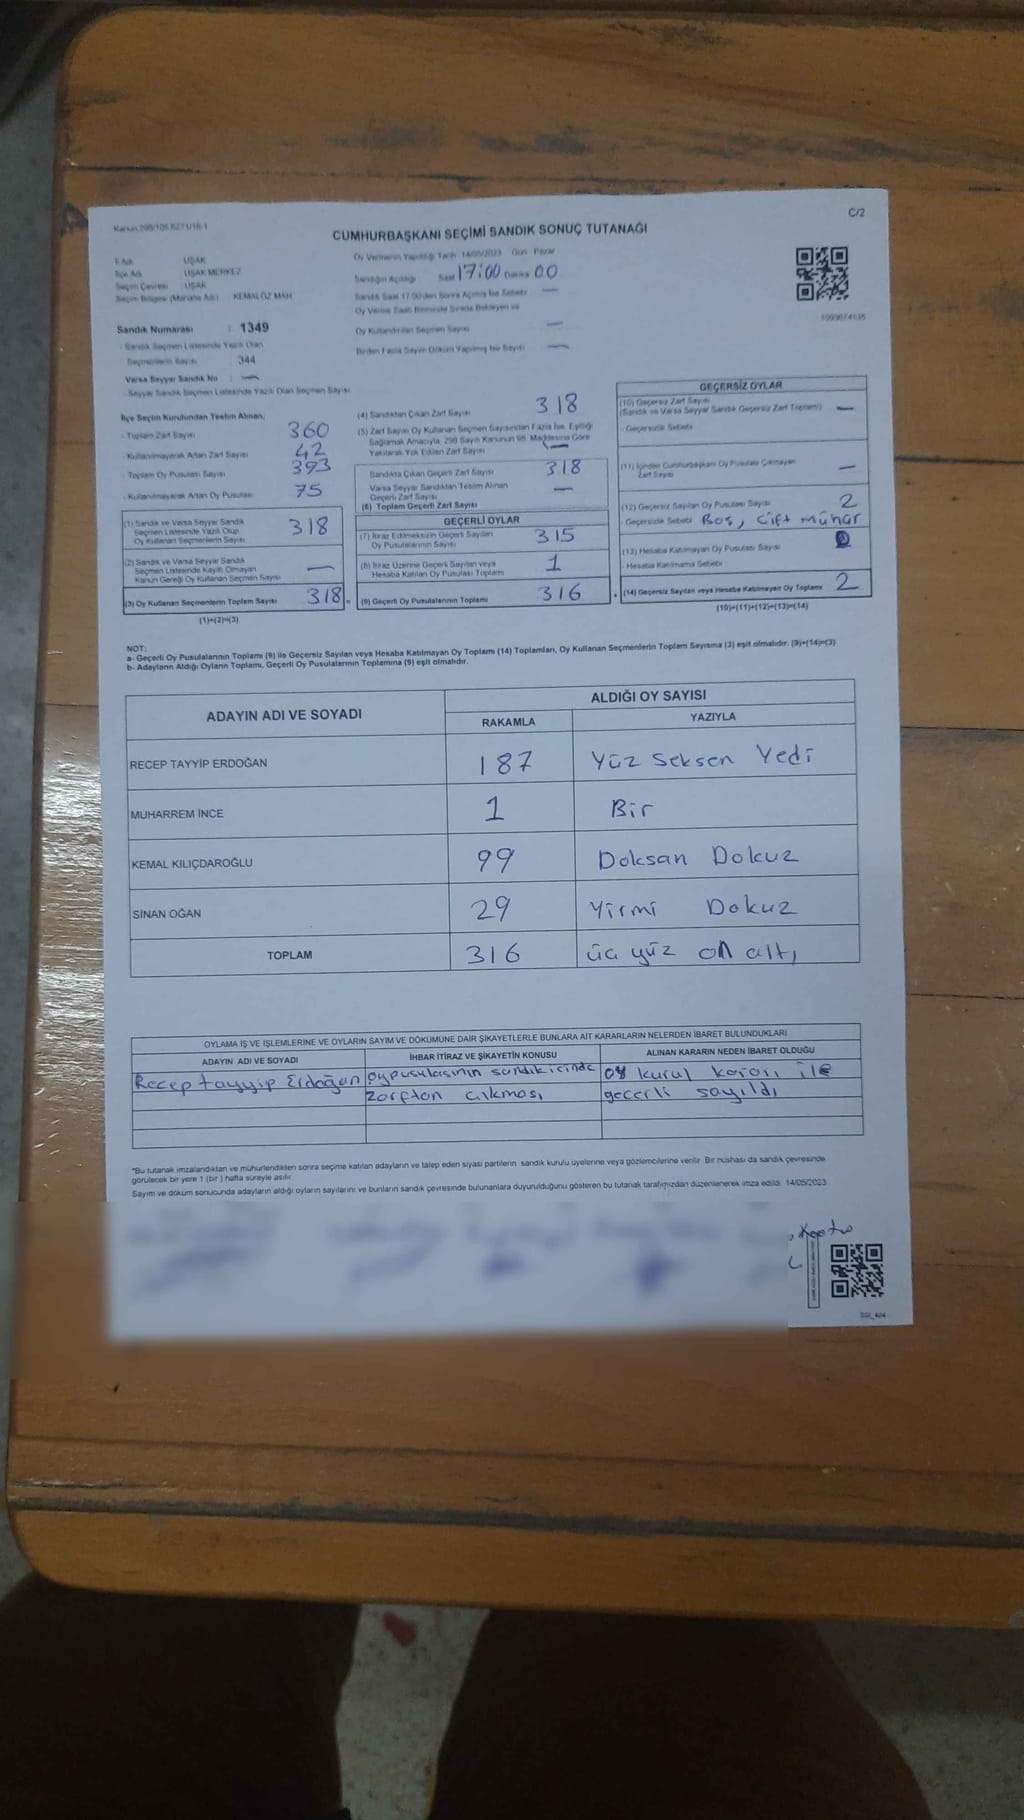 C/2
CUMHURBAŞKANI SEÇİMİ SANDIK SONUÇ TUTANAĞI
İl Adı : UŞAK
İlçe Adı : UŞAK MERKEZ
Seçim Çevresi : UŞAK
Seçim Bölgesi (Mahalle Adı) : KEMALÖZ MAH
Sandık Numarası : 1349
Sandık Seçmen Listesinde Yazılı Olan
Seçmenlerin Sayısı : 344
Varsa Seyyar Sandık No : —
Seyyar Sandık Seçmen Listesinde Yazılı Olan Seçmen Sayısı
Oy Vermenin Yapıldığı Tarih 14/05/2023 Gün Pazar
Sandığın Açıldığı Saat 17:00 Dakika 00
Sandık Saat 17:00'den Sonra Açılmış İse Sebebi —
Oy Verme Saati Bitiminde Sırada Bekleyen ve
Oy Kullandırılan Seçmen Sayısı —
Birden Fazla Sayım Döküm Yapılmış İse Sayısı —
İlçe Seçim Kurulundan Teslim Alınan;
- Toplam Zarf Sayısı 360
- Kullanılmayarak Artan Zarf Sayısı 42
- Toplam Oy Pusulası Sayısı 393
- Kullanılmayarak Artan Oy Pusulası 75
(1) Sandık ve Varsa Seyyar Sandık
Seçmen Listesinde Yazılı Olup
Oy Kullanan Seçmenlerin Sayısı 318
(2) Sandık ve Varsa Seyyar Sandık
Seçmen Listesinde Kayıtlı Olmayan
Kanun Gereği Oy Kullanan Seçmen Sayısı —
(3) Oy Kullanan Seçmenlerin Toplam Sayısı 318
(1)+(2)=(3)
(4) Sandıktan Çıkan Zarf Sayısı 318
(5) Zarf Sayısı Oy Kullanan Seçmen Sayısından Fazla İse, Eşitliği
Sağlamak Amacıyla, 298 Sayılı Kanunun 98. Maddesine Göre
Yakılarak Yok Edilen Zarf Sayısı —
Sandıkta Çıkan Geçerli Zarf Sayısı 318
Varsa Seyyar Sandıktan Teslim Alınan
Geçerli Zarf Sayısı —
(6) Toplam Geçerli Zarf Sayısı
GEÇERLİ OYLAR
(7) İtiraz Edilmeksizin Geçerli Sayılan
Oy Pusulalarının Sayısı 315
(8) İtiraz Üzerine Geçerli Sayılan veya
Hesaba Katılan Oy Pusulası Toplamı 1
(9) Geçerli Oy Pusulalarının Toplamı 316
GEÇERSİZ OYLAR
(10) Geçersiz Zarf Sayısı
(Sandık ve Varsa Seyyar Sandık Geçersiz Zarf Toplamı) —
- Geçersizlik Sebebi
(11) İçinden Cumhurbaşkanı Oy Pusulası Çıkmayan
Zarf Sayısı —
(12) Geçersiz Sayılan Oy Pusulası Sayısı 2
- Geçersizlik Sebebi Boş, çift mühür
(13) Hesaba Katılmayan Oy Pusulası Sayısı
- Hesaba Katılmama Sebebi
(14) Geçersiz Sayılan veya Hesaba Katılmayan Oy Toplamı 2
(10)+(11)+(12)+(13)=(14)
NOT:
a- Geçerli Oy Pusulalarının Toplamı (9) ile Geçersiz Sayılan veya Hesaba Katılmayan Oy Toplamı (14) Toplamları, Oy Kullanan Seçmenlerin Toplam Sayısına (3) eşit olmalıdır. (9)+(14)=(3)
b- Adayların Aldığı Oyların Toplamı, Geçerli Oy Pusulalarının Toplamına (9) eşit olmalıdır.
ADAYIN ADI VE SOYADI ALDIĞI OY SAYISI
RAKAMLA YAZIYLA
RECEP TAYYİP ERDOĞAN 187 Yüz Seksen Yedi
MUHARREM İNCE 1 Bir
KEMAL KILIÇDAROĞLU 99 Doksan Dokuz
SİNAN OĞAN 29 Yirmi Dokuz
TOPLAM 316 üç yüz on altı
OYLAMA İŞ VE İŞLEMLERİNE VE OYLARIN SAYIM VE DÖKÜMÜNE DAİR ŞİKAYETLERLE BUNLARA AİT KARARLARIN NELERDEN İBARET BULUNDUKLARI
ADAYIN ADI VE SOYADI İHBAR İTİRAZ VE ŞİKAYETİN KONUSU ALINAN KARARIN NEDEN İBARET OLDUĞU
Recep tayyip Erdoğan oy pusulasının sandık içinde oy kurul kararı ile
zarftan çıkması geçerli sayıldı
"Bu tutanak imzalandıktan ve mühürlendikten sonra seçime katılan adayların ve talep eden siyasi partilerin sandık kurulu üyelerine veya gözlemcilerine verilir. Bir nüshası da sandık çevresinde
görülecek bir yere 1 (bir) hafta süreyle asılır.
Sayım ve döküm sonucunda adayların aldığı oyların sayılarını ve bunların sandık çevresinde bulunanlara duyurulduğunu gösteren bu tutanak tarafımızdan düzenlenerek imza edildi. 14/05/2023